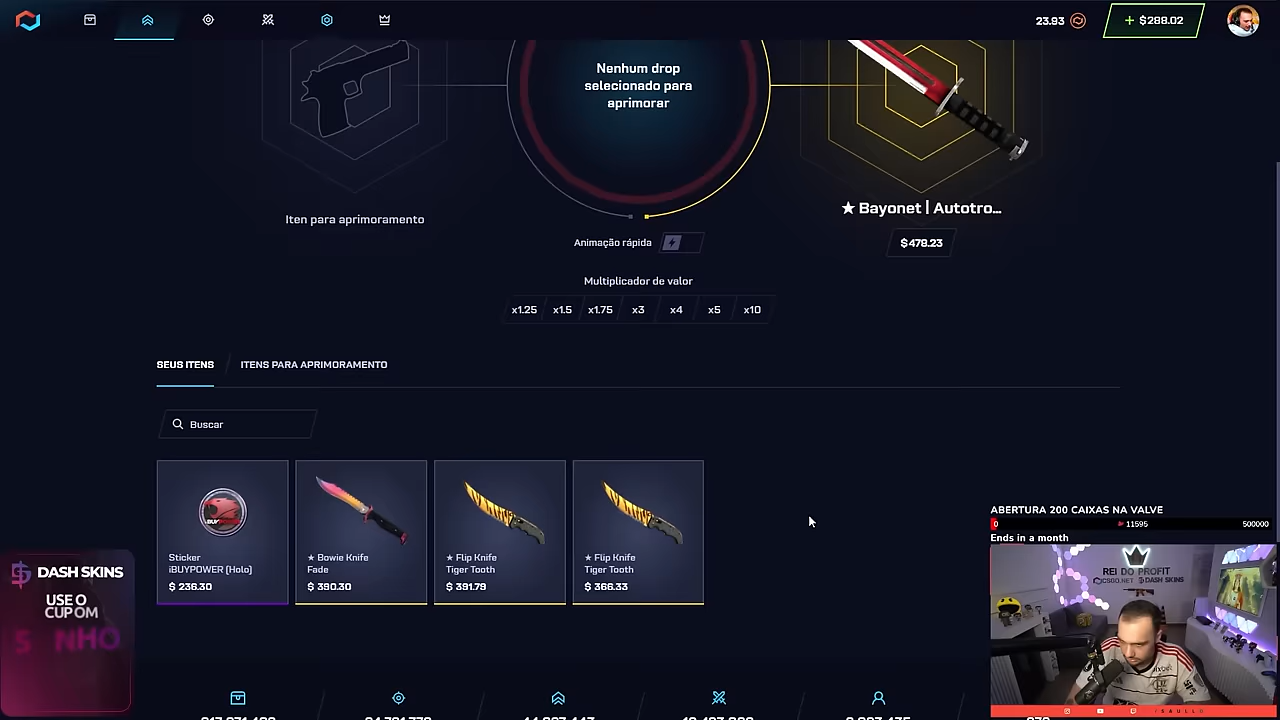 23.93
+ $288.02
Nenhum drop
selecionado para
aprimorar
Iten para aprimoramento
★ Bayonet | Autotro...
$478.23
Animação rápida
Multiplicador de valor
x1.25 x1.5 x1.75 x3 x4 x5 x10
SEUS ITENS
ITENS PARA APRIMORAMENTO
Buscar
Sticker
iBUYPOWER (Holo)
$ 236.30
★ Bowie Knife
Fade
$ 390.30
★ Flip Knife
Tiger Tooth
$ 391.79
★ Flip Knife
Tiger Tooth
$ 366.33
ABERTURA 200 CAIXAS NA VALVE
0 11595 500000
Ends in a month
REI DO PROFIT
CSGO.NET DASH SKINS
DASH SKINS
USE O
CUPOM
S NHO